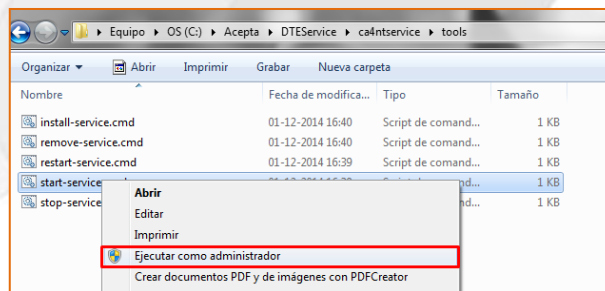 Equipo OS (C:) Acepta DTEService ca4ntservice tools
Organizar Abrir Imprimir Grabar Nueva carpeta
Nombre Fecha de modifica... Tipo Tamaño
install-service.cmd 01-12-2014 16:40 Script de comand... 1 KB
remove-service.cmd 01-12-2014 16:40 Script de comand... 1 KB
restart-service.cmd 01-12-2014 16:39 Script de comand... 1 KB
start-service 1 KB
stop-service 1 KB
Abrir
Editar
Imprimir
Ejecutar como administrador
Crear documentos PDF y de imágenes con PDFCreator